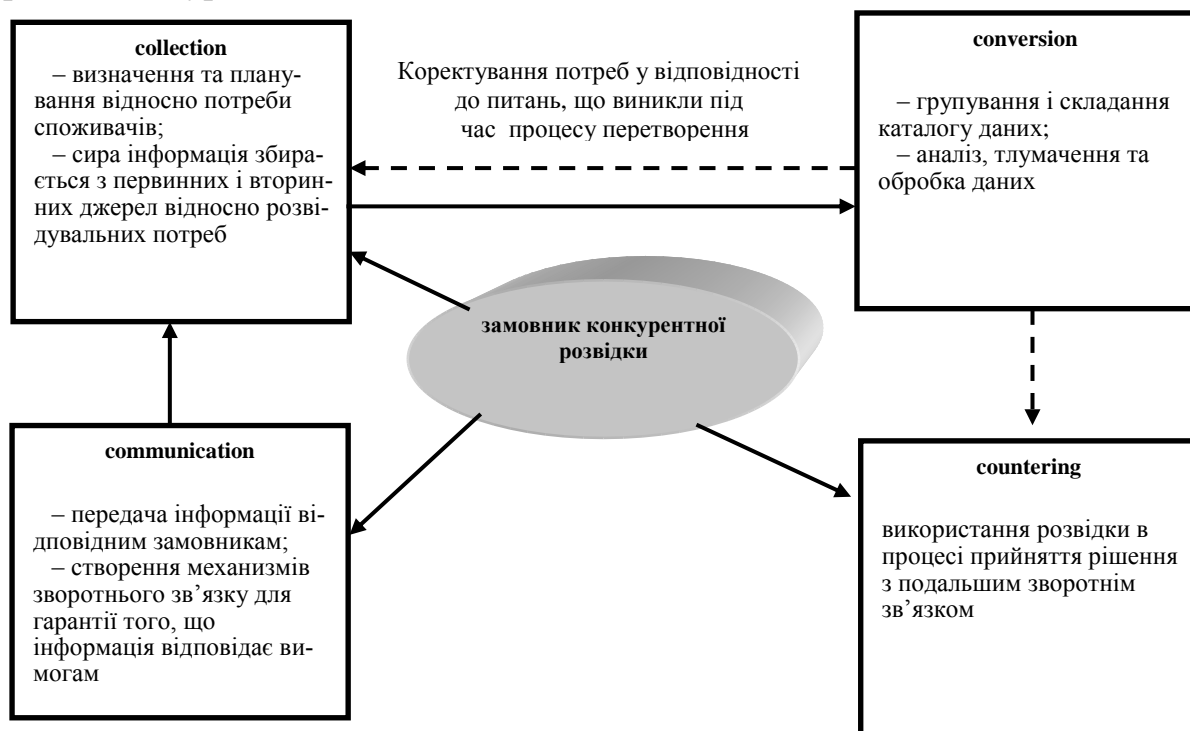 collection
– визначення та плану-
вання відносно потреби
споживачів;
– сира інформація збира-
ється з первинних і вторин-
них джерел відносно розві-
дувальних потреб
Коректування потреб у відповідності
до питань, що виникли під
час процесу перетворення
conversion
– групування і складання
каталогу даних;
– аналіз, тлумачення та
обробка даних
замовник конкурентної
розвідки
communication
– передача інформації ві-
дповідним замовникам;
– створення механізмів
зворотнього зв’язку для
гарантії того, що
інформація відповідає ви-
могам
countering
використання розвідки в
процесі прийняття рішення
з подальшим зворотнім
зв’язком